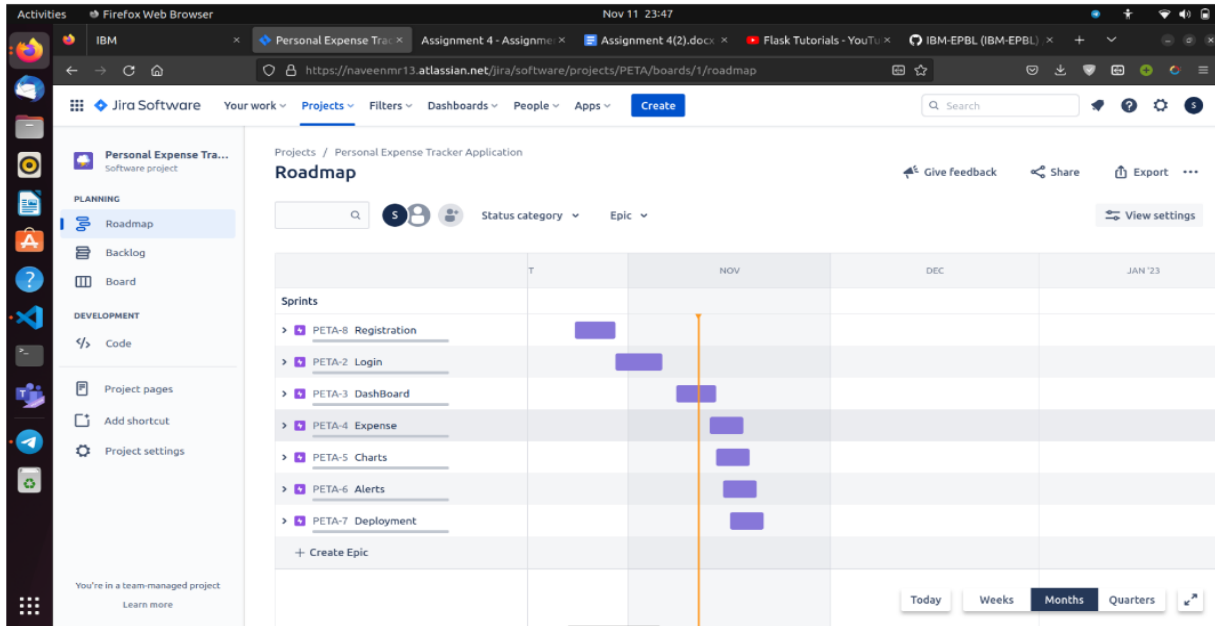 Activities Firefox Web Browser Nov 11 23:47
IBM × Personal Expense Trac × Assignment 4 - Assignme × Assignment 4(2).docx × Flask Tutorials - YouTu × IBM-EPBL (IBM-EPBL) × +
https://naveenmr13.atlassian.net/jira/software/projects/PETA/boards/1/roadmap
Jira Software Your work Projects Filters Dashboards People Apps Create Search S
Personal Expense Tra...
Software project
PLANNING
Roadmap
Backlog
Board
DEVELOPMENT
Code
Project pages
Add shortcut
Project settings
You're in a team-managed project
Learn more
Projects / Personal Expense Tracker Application
Roadmap
Give feedback Share Export
S Status category Epic View settings
T NOV DEC JAN '23
Sprints
PETA-8 Registration
PETA-2 Login
PETA-3 DashBoard
PETA-4 Expense
PETA-5 Charts
PETA-6 Alerts
PETA-7 Deployment
+ Create Epic
Today Weeks Months Quarters